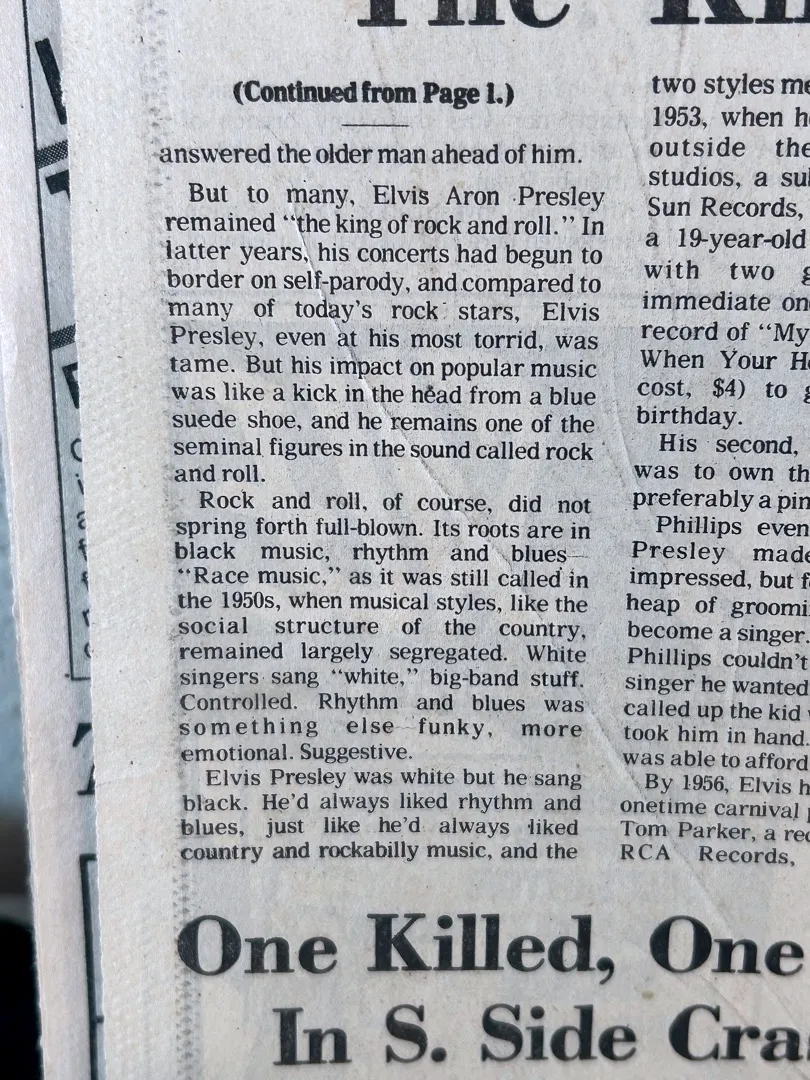 The
(Continued from Page 1.)
answered the older man ahead of him.
But to many, Elvis Aron Presley
remained “the king of rock and roll.” In
latter years, his concerts had begun to
border on self-parody, and compared to
many of today’s rock stars, Elvis
Presley, even at his most torrid, was
tame. But his impact on popular music
was like a kick in the head from a blue
suede shoe, and he remains one of the
seminal figures in the sound called rock
and roll.
Rock and roll, of course, did not
spring forth full-blown. Its roots are in
black music, rhythm and blues—
“Race music,” as it was still called in
the 1950s, when musical styles, like the
social structure of the country,
remained largely segregated. White
singers sang “white,” big-band stuff.
Controlled. Rhythm and blues was
something else funky, more
emotional. Suggestive.
Elvis Presley was white but he sang
black. He’d always liked rhythm and
blues, just like he’d always liked
country and rockabilly music, and the
two styles
1953, when
outside
studios, a
Sun Records,
a 19-year-old
with two
immediate
record of “My
When Your
cost, $4) to
birthday.
His second,
was to own
preferably a
Phillips
Presley
impressed, but
heap of
become a singer.
Phillips couldn’t
singer he wanted
called up the kid
took him in hand.
was able to afford
By 1956, Elvis
onetime carnival
Tom Parker, a
RCA Records,
One Killed, One
In S. Side